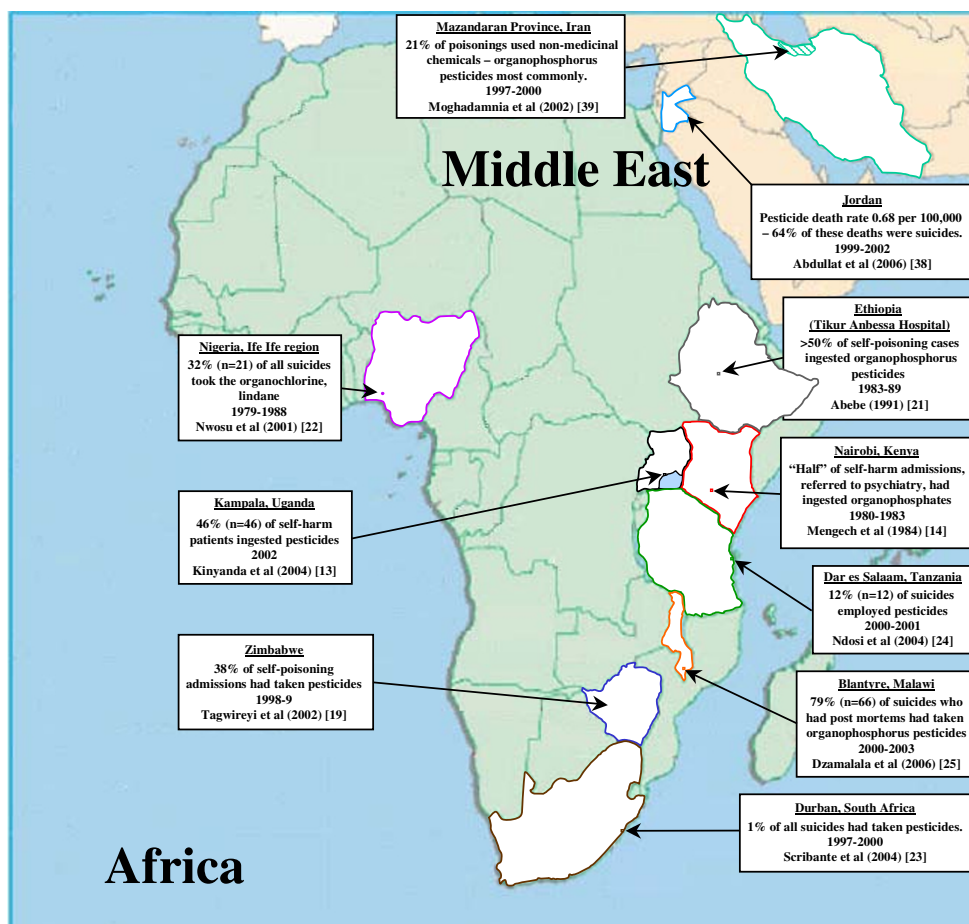 Mazandaran Province, Iran
21% of poisonings used non-medicinal
chemicals – organophosphorus
pesticides most commonly.
1997-2000
Moghadamnia et al (2002) [39]
Middle East
Jordan
Pesticide death rate 0.68 per 100,000
– 64% of these deaths were suicides.
1999-2002
Abdullat et al (2006) [38]
Ethiopia
(Tikur Anbessa Hospital)
>50% of self-poisoning cases
ingested organophosphorus
pesticides
1983-89
Abebe (1991) [21]
Nigeria, Ife Ife region
32% (n=21) of all suicides
took the organochlorine,
lindane
1979-1988
Nwosu et al (2001) [22]
Nairobi, Kenya
“Half” of self-harm admissions,
referred to psychiatry, had
ingested organophosphates
1980-1983
Mengech et al (1984) [14]
Kampala, Uganda
46% (n=46) of self-harm
patients ingested pesticides
2002
Kinyanda et al (2004) [13]
Dar es Salaam, Tanzania
12% (n=12) of suicides
employed pesticides
2000-2001
Ndosi et al (2004) [24]
Zimbabwe
38% of self-poisoning
admissions had taken pesticides
1998-9
Tagwireyi et al (2002) [19]
Blantyre, Malawi
79% (n=66) of suicides who
had post mortems had taken
organophosphorus pesticides
2000-2003
Dzamalala et al (2006) [25]
Durban, South Africa
1% of all suicides had taken pesticides.
1997-2000
Scribante et al (2004) [23]
Africa